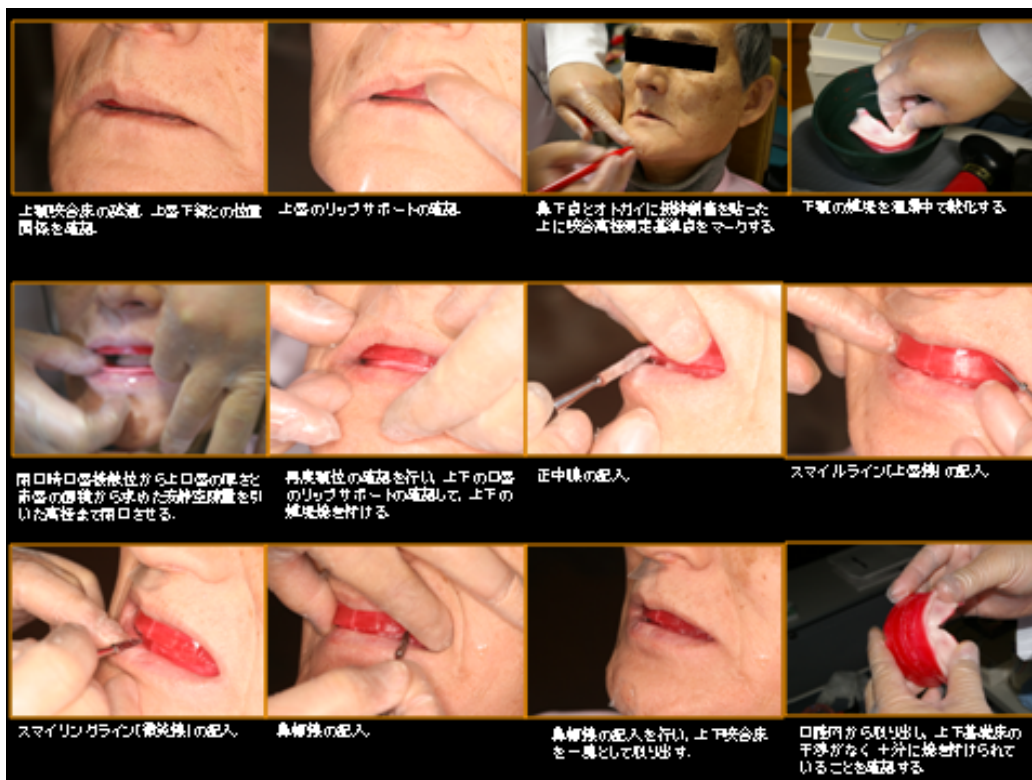 上顎咬合床の試適、上唇下縁との位置
関係を確認。
上唇のリップサポートの確認。
鼻下点とオトガイに絆創膏を貼った
上に咬合高径測定基準点をマークする。
下顎の蝋堤を温湯中で軟化する。
閉口時口唇接触位から上口唇の厚さと
赤唇の面積から求めた安静空隙量を引
いた高径まで閉口させる。
再度顎位の確認を行い、上下の口唇
のリップサポートの確認して、上下の
蝋堤線を付ける。
正中線の記入
スマイルライン(上唇線)の記入
スマイリングライン(微笑線)の記入
鼻幅線の記入
鼻幅線の記入を行い、上下咬合床
を一塊として取り出す。
口腔内から取り出し、上下基礎床の
干渉がなく十分に焼き付けられて
いることを確認する。